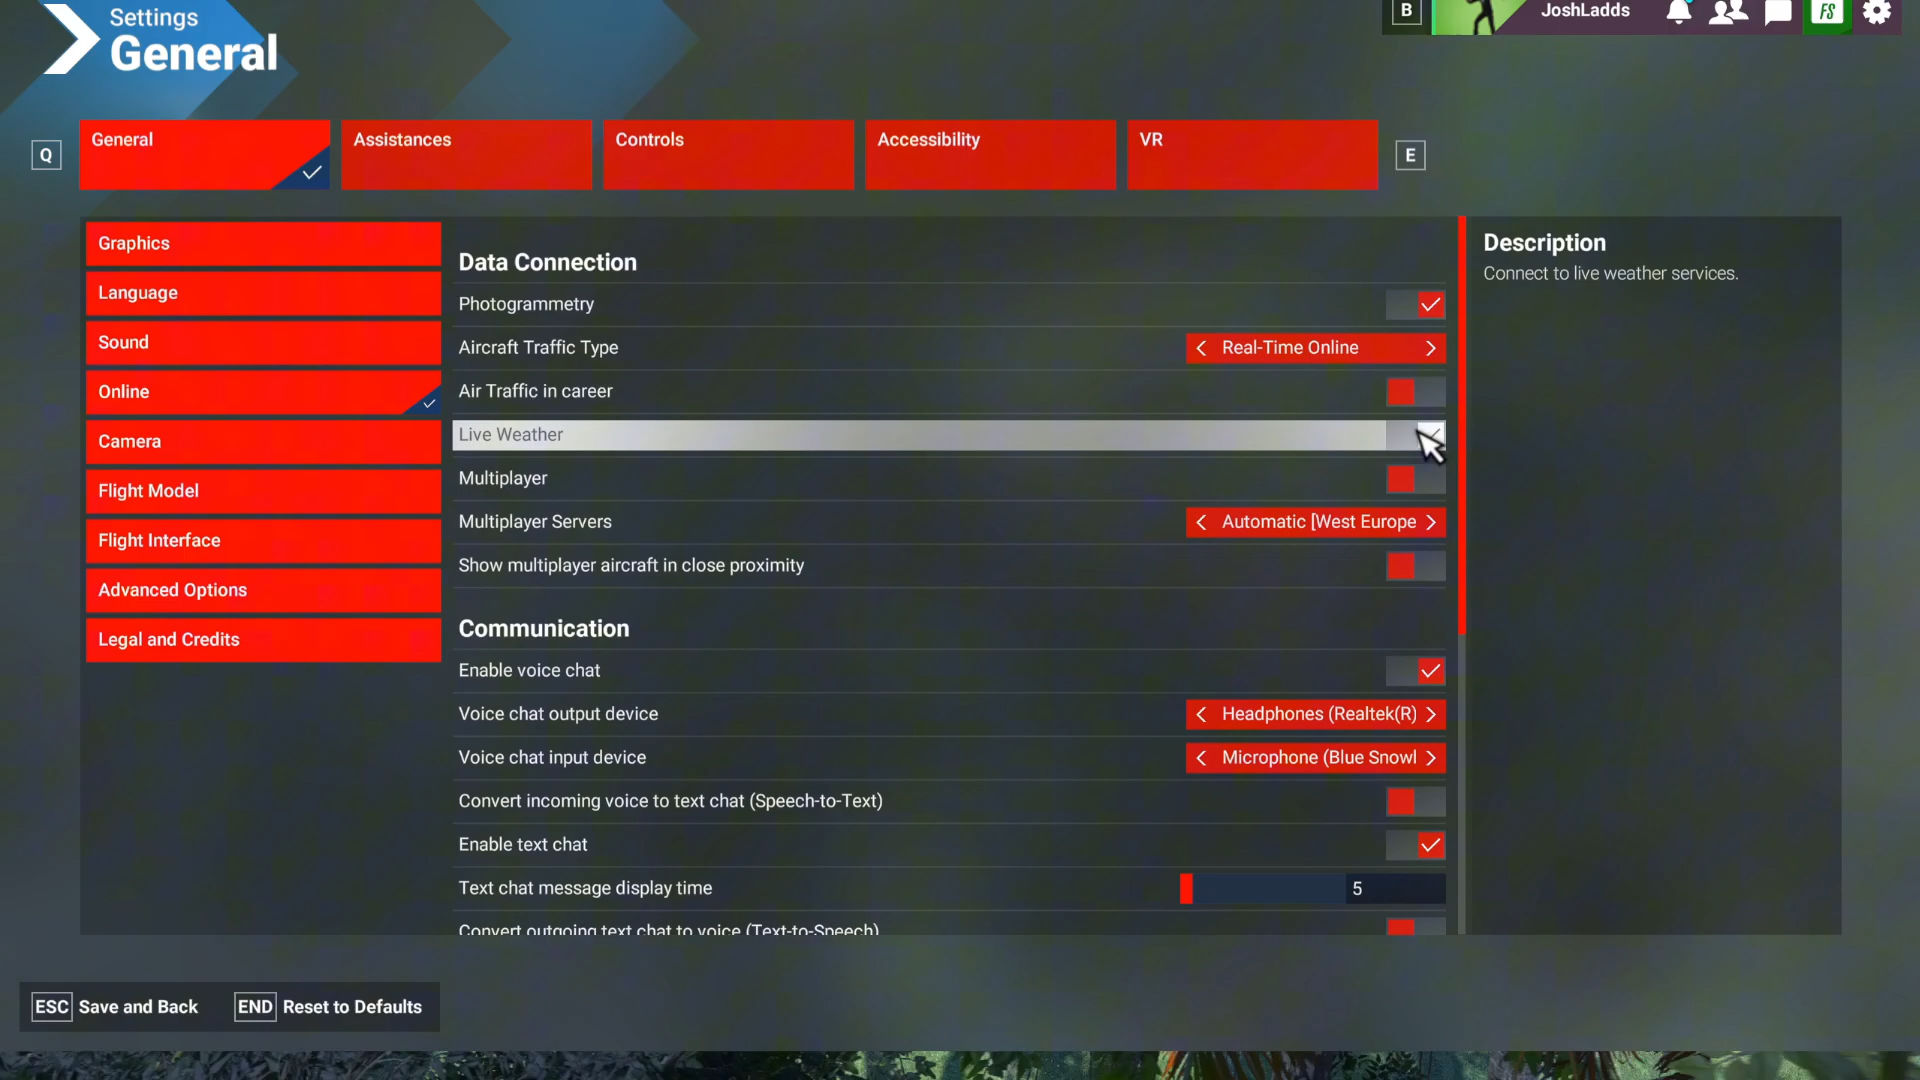 Settings
General
B
JoshLadds
FS
Q
General
Assistances
Controls
Accessibility
VR
E
Graphics
Language
Sound
Online
Camera
Flight Model
Flight Interface
Advanced Options
Legal and Credits
Data Connection
Photogrammetry
Aircraft Traffic Type
Real-Time Online
Air Traffic in career
Live Weather
Multiplayer
Multiplayer Servers
Automatic [West Europe
Show multiplayer aircraft in close proximity
Communication
Enable voice chat
Voice chat output device
Headphones (Realtek(R)
Voice chat input device
Microphone (Blue Snowl
Convert incoming voice to text chat (Speech-to-Text)
Enable text chat
Text chat message display time
5
Convert outgoing text chat to voice (Text-to-Speech)
Description
Connect to live weather services.
ESC Save and Back
END Reset to Defaults